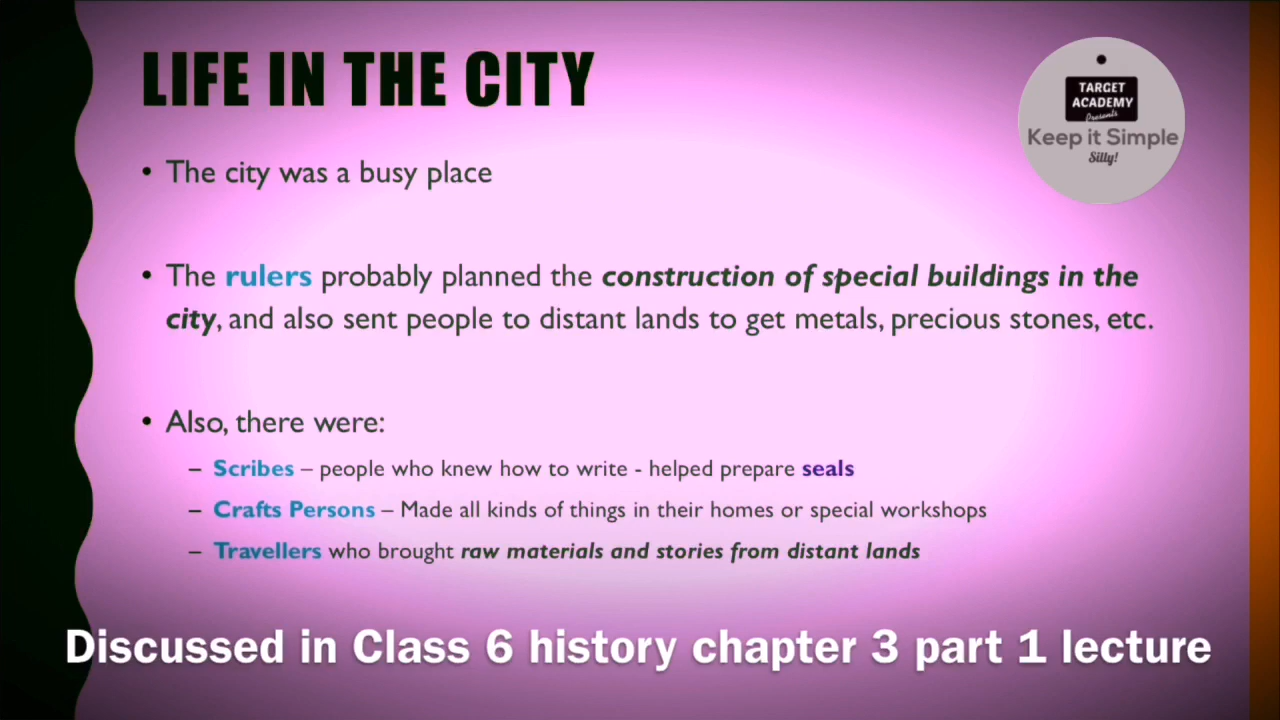 LIFE IN THE CITY
TARGET
ACADEMY
Presents
Keep it Simple
Silly!
• The city was a busy place
• The rulers probably planned the construction of special buildings in the
city, and also sent people to distant lands to get metals, precious stones, etc.
• Also, there were:
– Scribes – people who knew how to write - helped prepare seals
– Crafts Persons – Made all kinds of things in their homes or special workshops
– Travellers who brought raw materials and stories from distant lands
Discussed in Class 6 history chapter 3 part 1 lecture